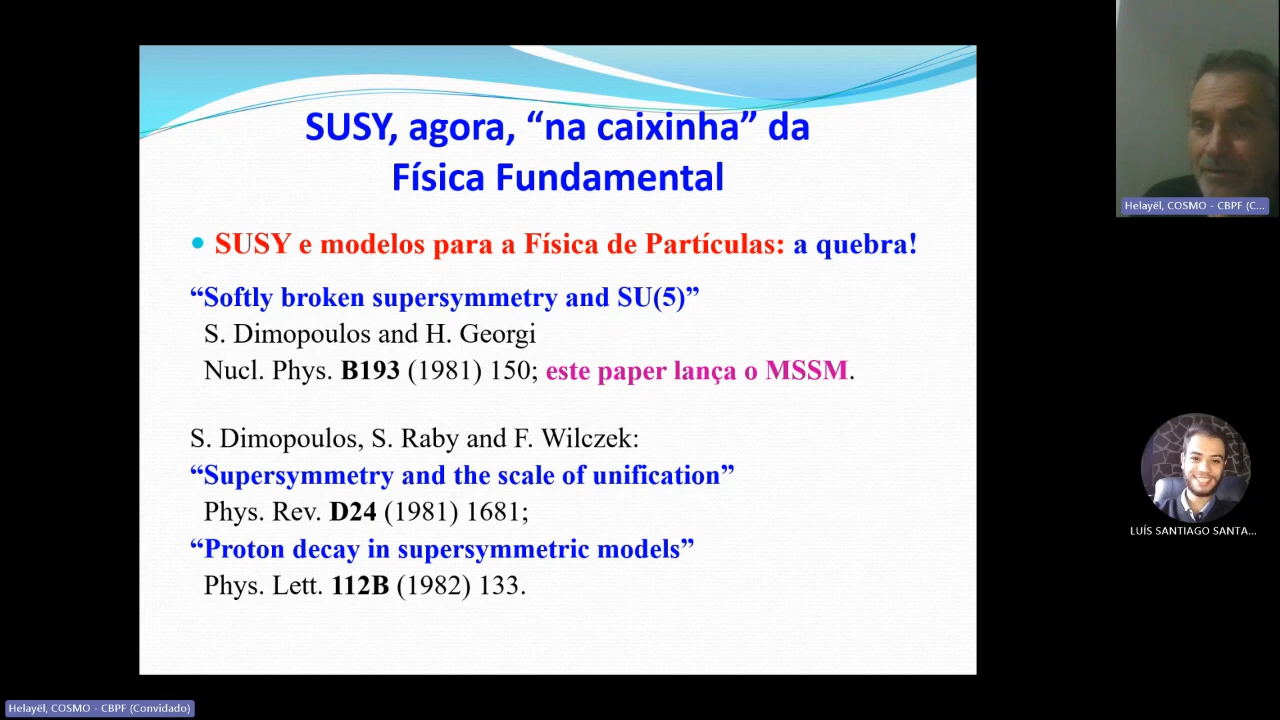 SUSY, agora, “na caixinha” da
Física Fundamental
SUSY e modelos para a Física de Partículas: a quebra!
“Softly broken supersymmetry and SU(5)”
S. Dimopoulos and H. Georgi
Nucl. Phys. B193 (1981) 150; este paper lança o MSSM.
S. Dimopoulos, S. Raby and F. Wilczek:
“Supersymmetry and the scale of unification”
Phys. Rev. D24 (1981) 1681;
“Proton decay in supersymmetric models”
Phys. Lett. 112B (1982) 133.
Helayël, COSMO - CBPF (C...
LUÍS SANTIAGO SANTA...
Helayël, COSMO - CBPF (Convidado)